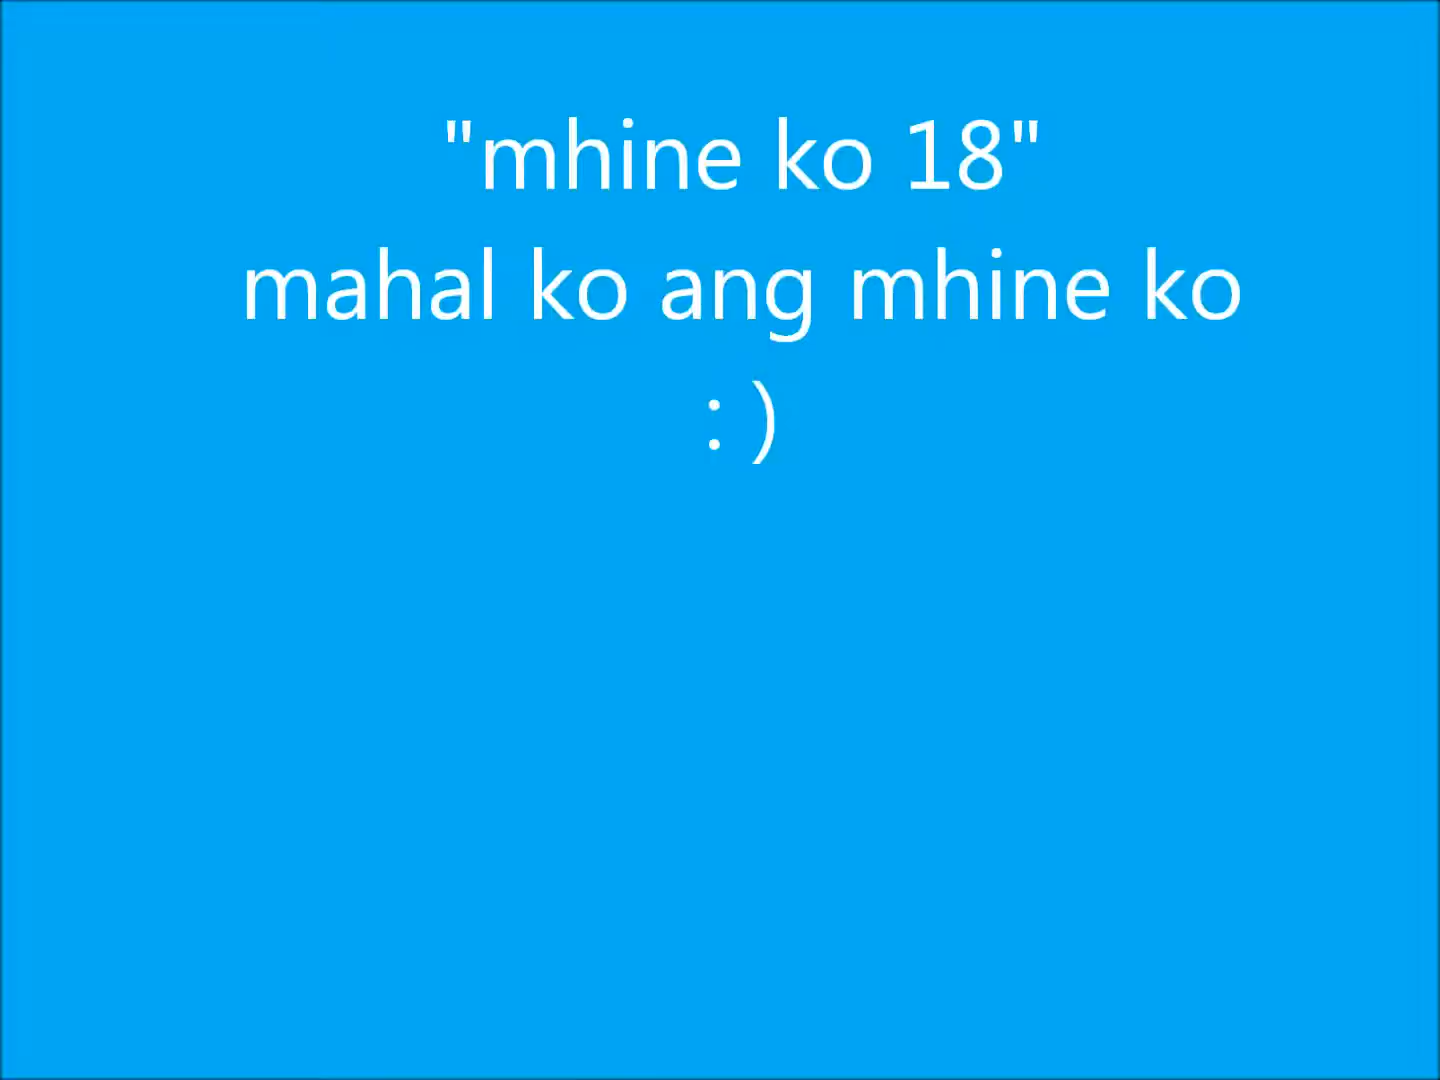 "mhine ko 18"
mahal ko ang mhine ko
: )